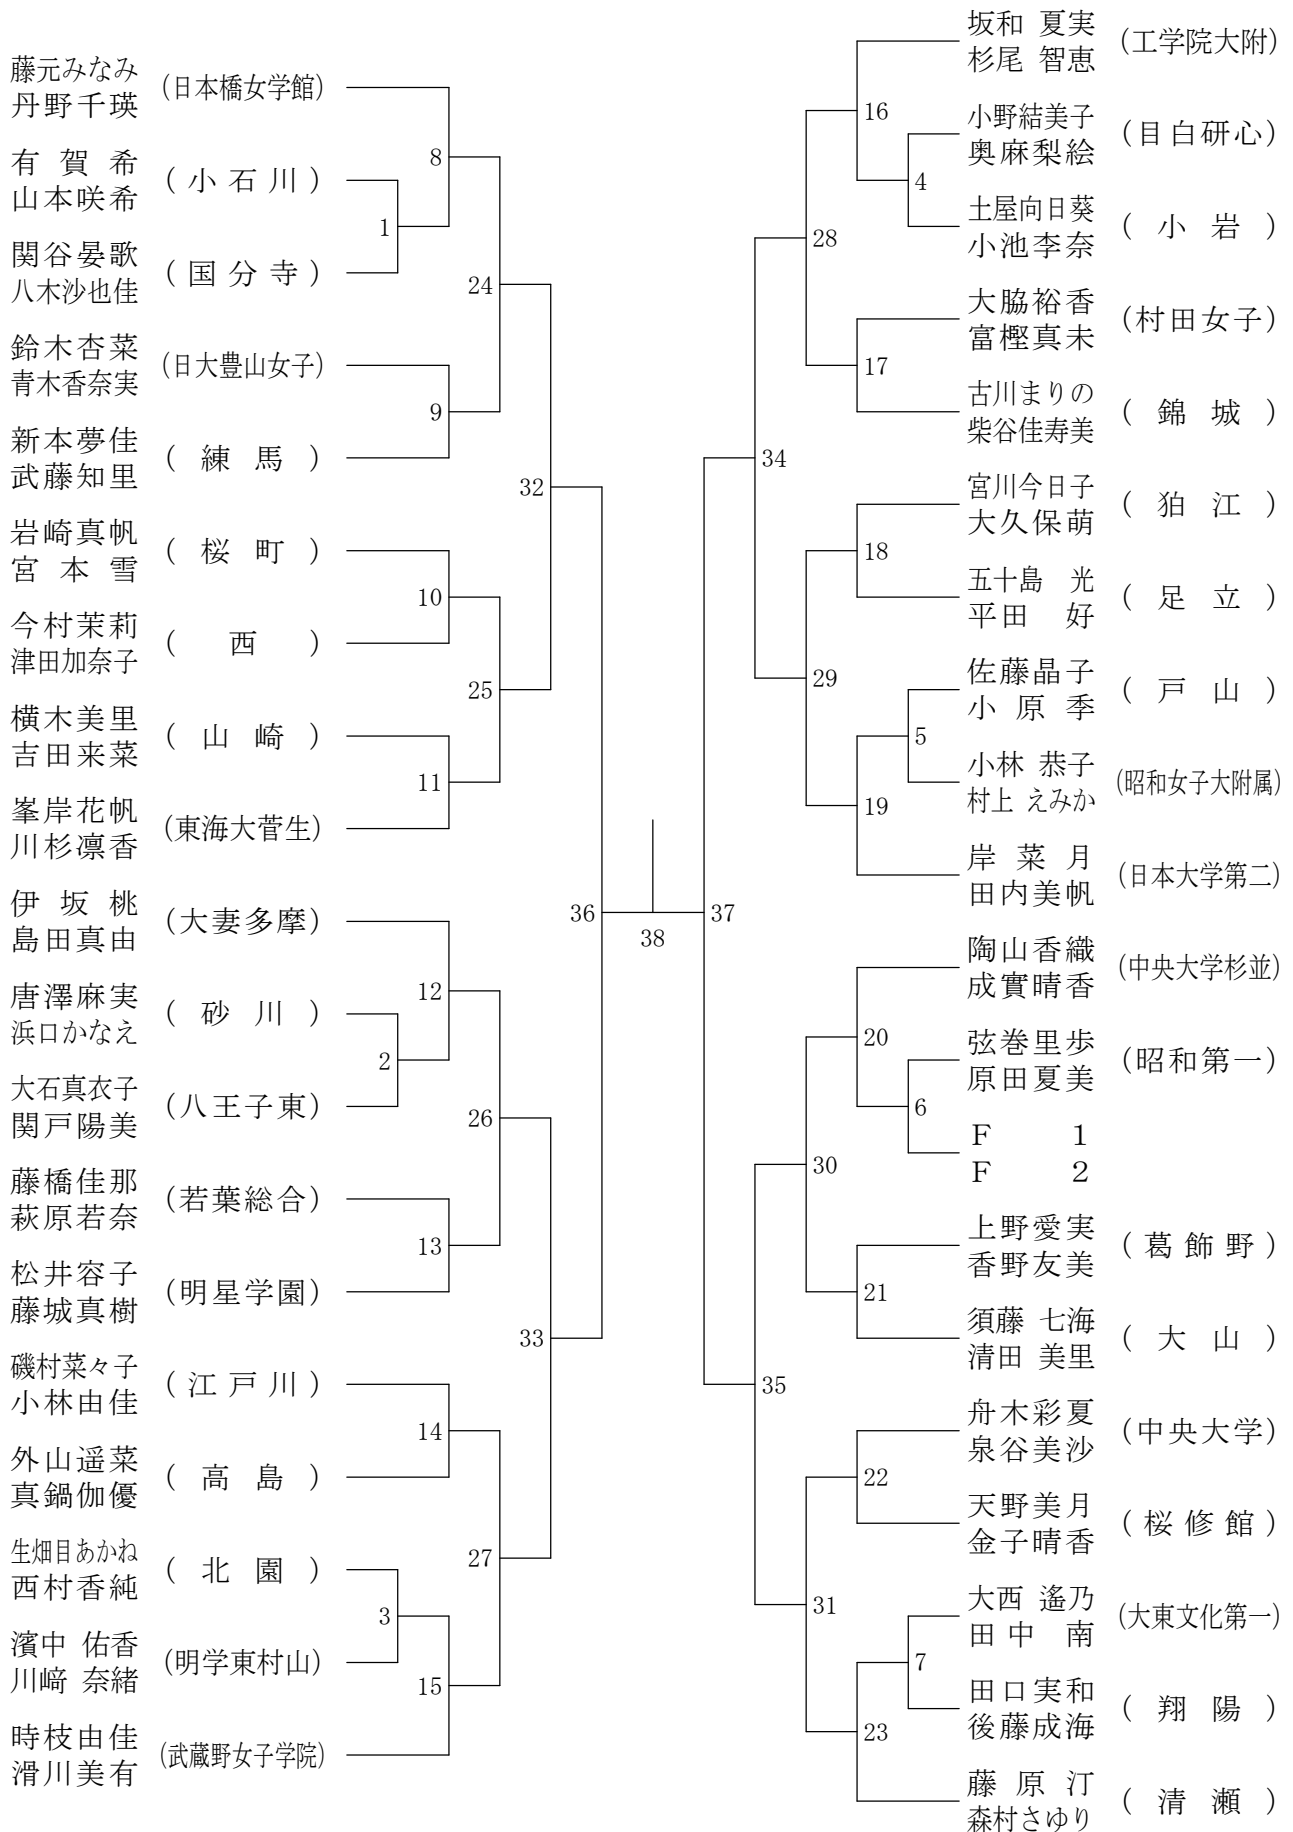 藤元みなみ
丹野千瑛
(日本橋女学館)
有賀希
山本咲希
(小石川)
関谷晏歌
八木沙也佳
(国分寺)
鈴木杏菜
青木香奈実
(日大豊山女子)
新本夢佳
武藤知里
(練馬)
岩崎真帆
宮本雪
(桜町)
今村茉莉
津田加奈子
(西)
横木美里
吉田来菜
(山崎)
峯岸花帆
川杉凛香
(東海大菅生)
伊坂桃
島田真由
(大妻多摩)
唐澤麻実
浜口かなえ
(砂川)
大石真衣子
関戸陽美
(八王子東)
藤橋佳那
萩原若奈
(若葉総合)
松井容子
藤城真樹
(明星学園)
磯村菜々子
小林由佳
(江戸川)
外山遥菜
真鍋伽優
(高島)
生畑目あかね
西村香純
(北園)
濱中 佑香
川﨑 奈緒
(明学東村山)
時枝由佳
滑川美有
(武蔵野女子学院)
1
2
3
8
9
10
11
12
13
14
15
24
25
26
27
32
33
36
38
37
34
35
28
29
30
31
16
17
18
19
20
21
22
23
4
5
6
7
坂和 夏実
杉尾 智恵
(工学院大附)
小野結美子
奥麻梨絵
(目白研心)
土屋向日葵
小池李奈
(小岩)
大脇裕香
富樫真未
(村田女子)
古川まりの
柴谷佳寿美
(錦城)
宮川今日子
大久保萌
(狛江)
五十島 光
平田 好
(足立)
佐藤晶子
小原季
(戸山)
小林 恭子
村上 えみか
(昭和女子大附属)
岸菜月
田内美帆
(日本大学第二)
陶山香織
成實晴香
(中央大学杉並)
弦巻里歩
原田夏美
(昭和第一)
F 1
F 2
上野愛実
香野友美
(葛飾野)
須藤 七海
清田 美里
(大山)
舟木彩夏
泉谷美沙
(中央大学)
天野美月
金子晴香
(桜修館)
大西 遙乃
田中 南
(大東文化第一)
田口実和
後藤成海
(翔陽)
藤原汀
森村さゆり
(清瀬)